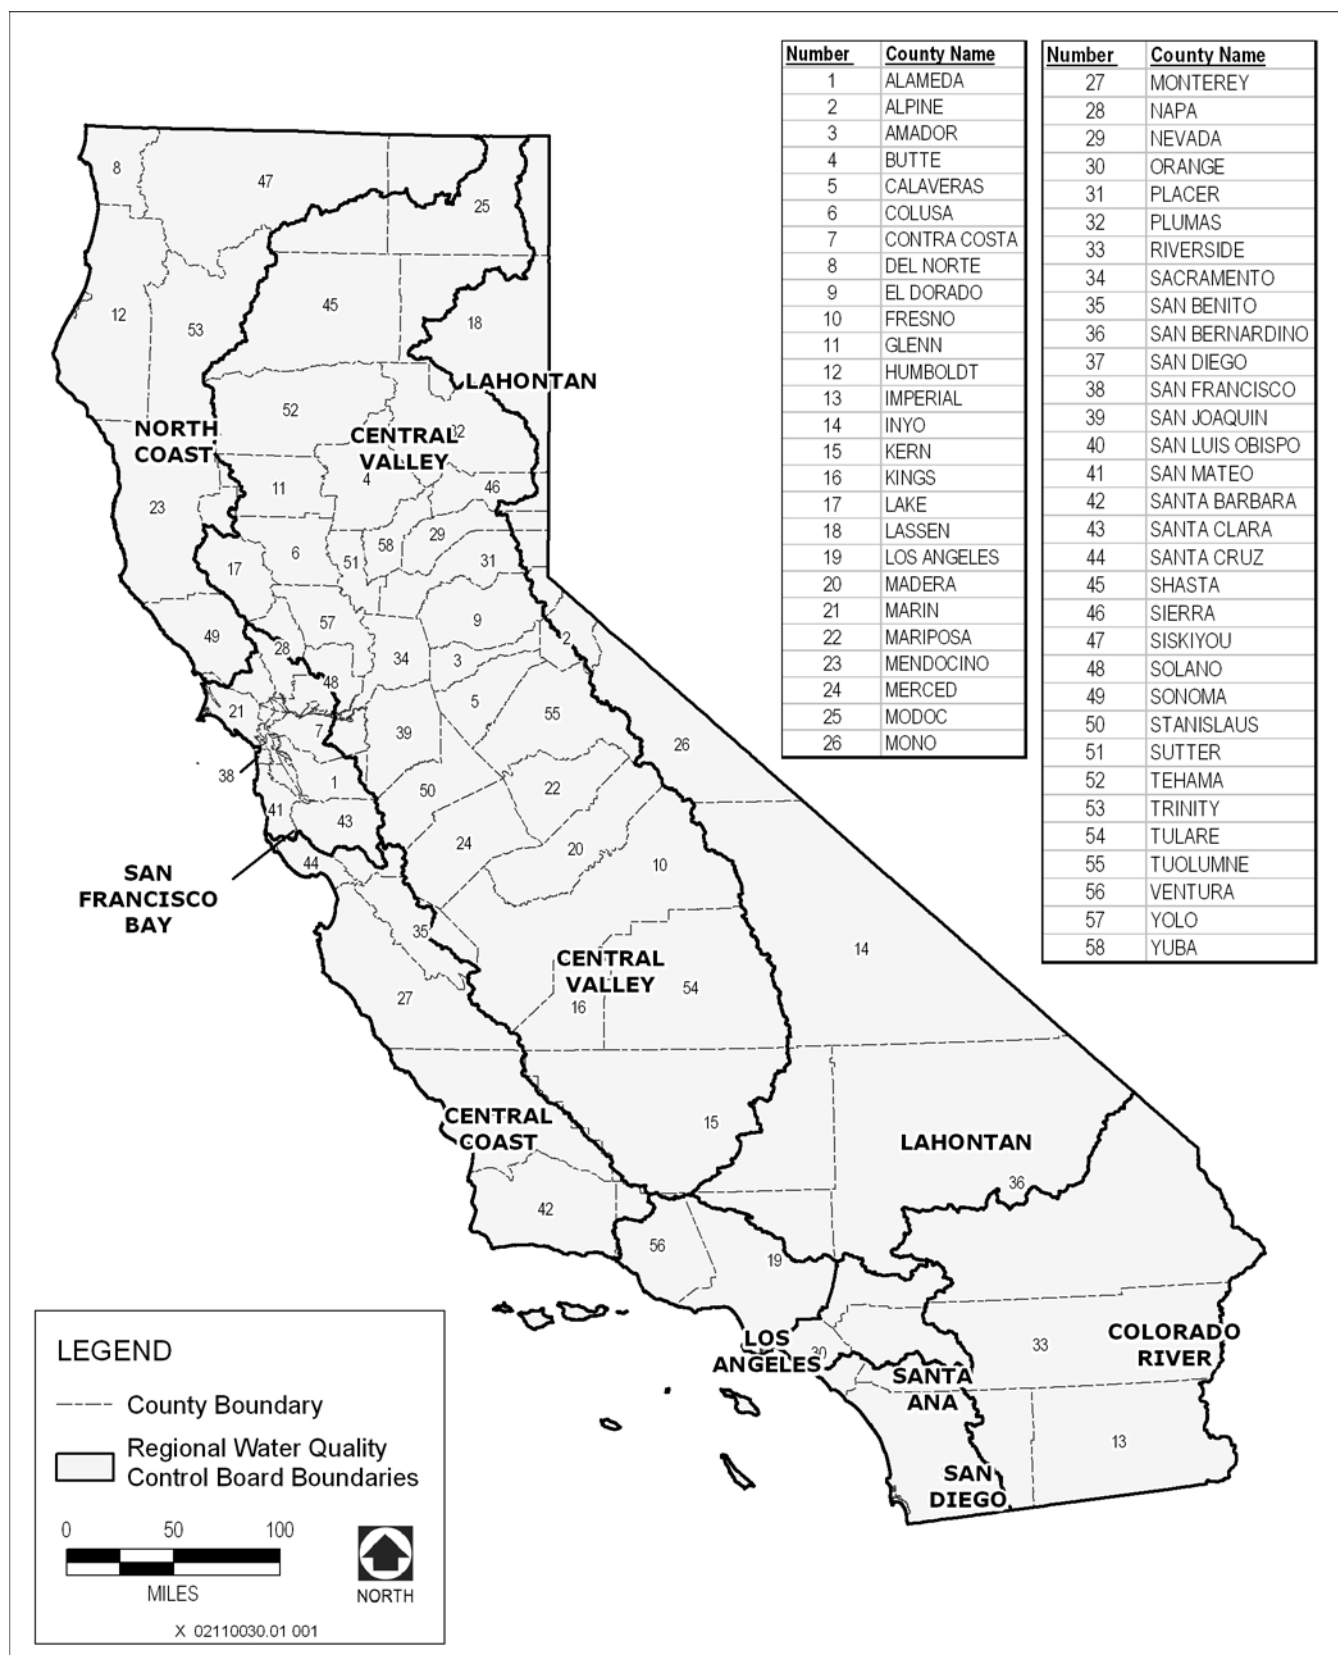 Number County Name
1 ALAMEDA
2 ALPINE
3 AMADOR
4 BUTTE
5 CALAVERAS
6 COLUSA
7 CONTRA COSTA
8 DEL NORTE
9 EL DORADO
10 FRESNO
11 GLENN
12 HUMBOLDT
13 IMPERIAL
14 INYO
15 KERN
16 KINGS
17 LAKE
18 LASSEN
19 LOS ANGELES
20 MADERA
21 MARIN
22 MARIPOSA
23 MENDOCINO
24 MERCED
25 MODOC
26 MONO
Number County Name
27 MONTEREY
28 NAPA
29 NEVADA
30 ORANGE
31 PLACER
32 PLUMAS
33 RIVERSIDE
34 SACRAMENTO
35 SAN BENITO
36 SAN BERNARDINO
37 SAN DIEGO
38 SAN FRANCISCO
39 SAN JOAQUIN
40 SAN LUIS OBISPO
41 SAN MATEO
42 SANTA BARBARA
43 SANTA CLARA
44 SANTA CRUZ
45 SHASTA
46 SIERRA
47 SISKIYOU
48 SOLANO
49 SONOMA
50 STANISLAUS
51 SUTTER
52 TEHAMA
53 TRINITY
54 TULARE
55 TUOLUMNE
56 VENTURA
57 YOLO
58 YUBA
8
47
25
12
45
53
18
LAHONTAN
52
NORTH
COAST
CENTRAL
VALLEY
32
4
11
46
23
29
58
6
51
31
17
9
57
49
28
2
34
3
48
5
21
55
7
39
26
38
1
22
50
41
43
24
20
44
10
SAN
FRANCISCO
BAY
35
14
CENTRAL
VALLEY
54
27
16
CENTRAL
COAST
15
LAHONTAN
36
42
56
19
LOS
ANGELES
30
33
COLORADO
RIVER
SANTA
ANA
13
SAN
DIEGO
LEGEND
County Boundary
Regional Water Quality
Control Board Boundaries
0 50 100
MILES
NORTH
X 02110030.01 001